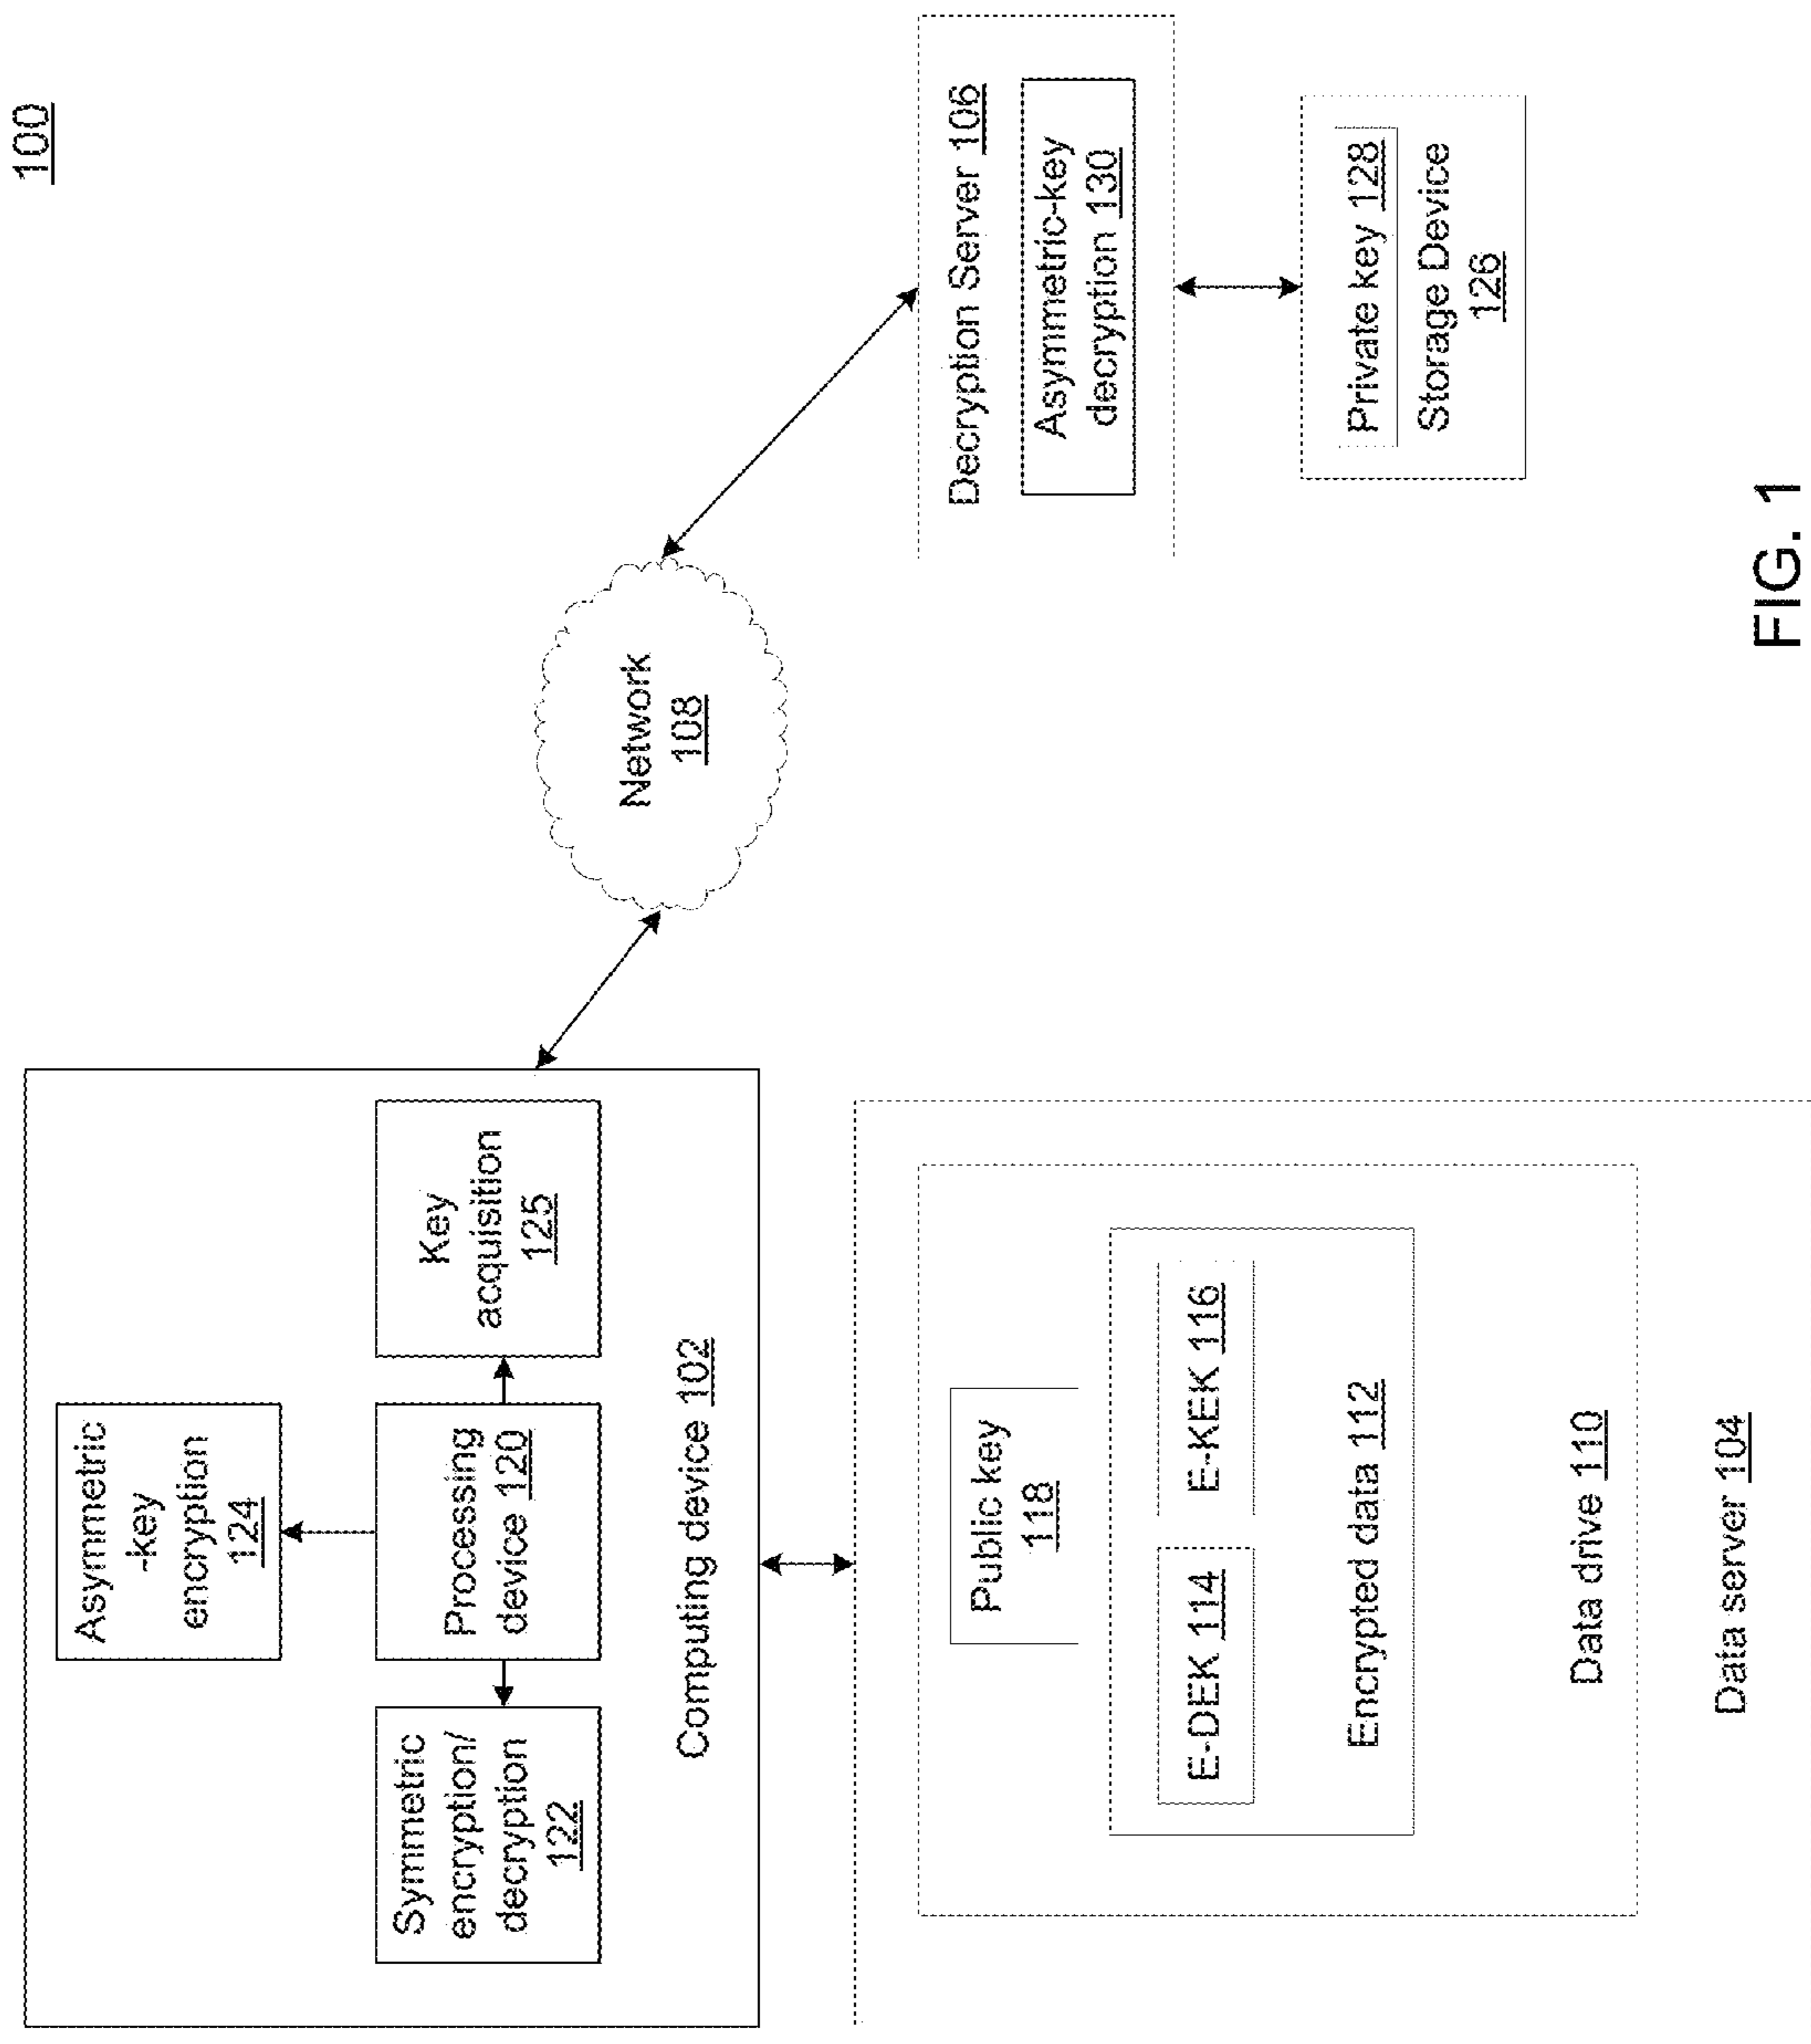 100
Asymmetric
-key
encryption
124
Symmetric
encryption/
decryption
122
Processing
device 120
Key
acquisition
125
Computing device 102
Network
108
Decryption Server 106
Asymmetric-key
decryption 130
Private key 128
Storage Device
126
Public key
118
E-DEK 114
E-KEK 116
Encrypted data 112
Data drive 110
Data server 104
FIG. 1